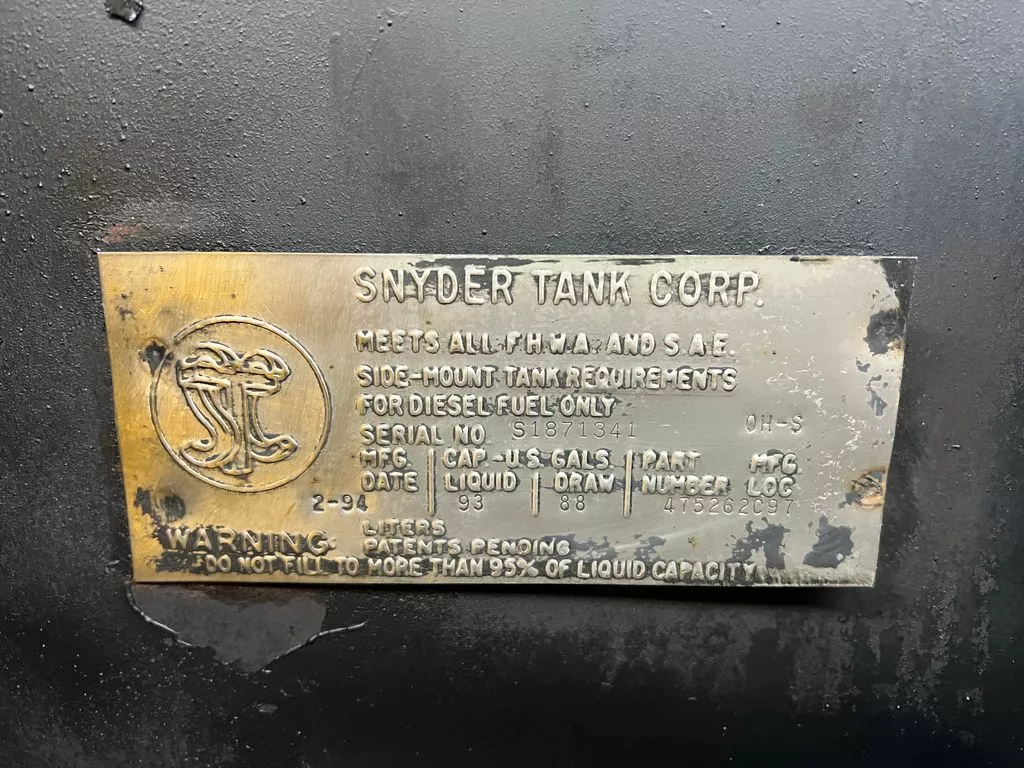 SNYDER TANK CORP.
MEETS ALL F.H.W.A. AND S.A.E.
SIDE-MOUNT TANK REQUIREMENTS
FOR DIESEL FUEL ONLY
SERIAL NO. S1871341 OH-S
MFG. CAP.-U.S. GALS. PART MFG.
DATE LIQUID DRAW NUMBER LOC
2-94 93 88 475262C97
LITERS
WARNING: PATENTS PENDING
DO NOT FILL TO MORE THAN 95% OF LIQUID CAPACITY